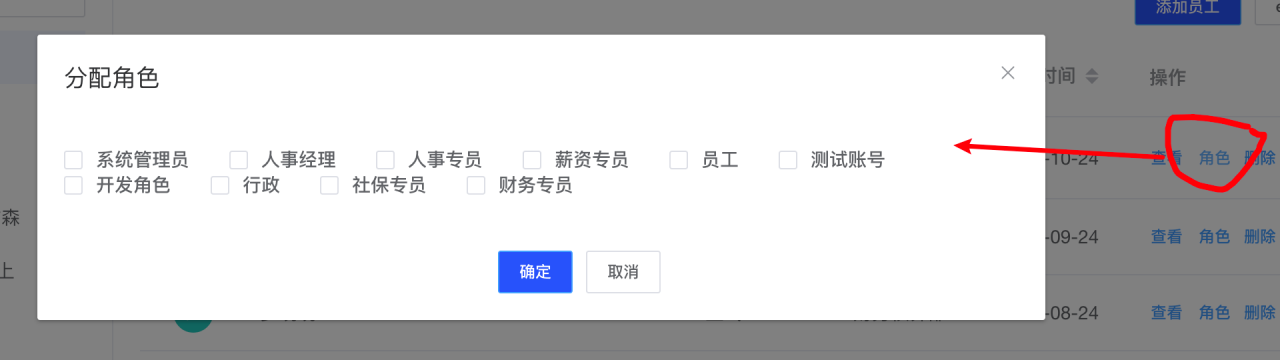 添加员工
分配角色
时间 操作
系统管理员 人事经理 人事专员 薪资专员 员工 测试账号
-10-24 查看 角色 删除
开发角色 行政 社保专员 财务专员
森
-09-24 查看 角色 删除
上
确定 取消
-08-24 查看 角色 删除